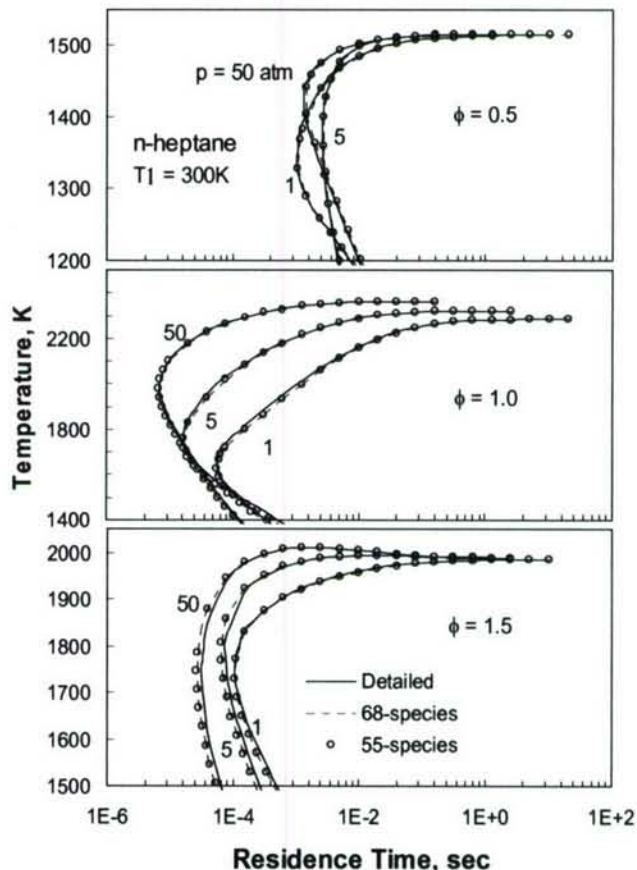 1500
1400
1300
1200
p = 50 atm
n-heptane
T1 = 300K
1
5
ϕ = 0.5
2200
1800
1400
50
5
1
ϕ = 1.0
2000
1900
1800
1700
1600
1500
50
5
1
ϕ = 1.5
Detailed
68-species
55-species
Temperature, K
1E-6
1E-4
1E-2
1E+0
1E+2
Residence Time, sec